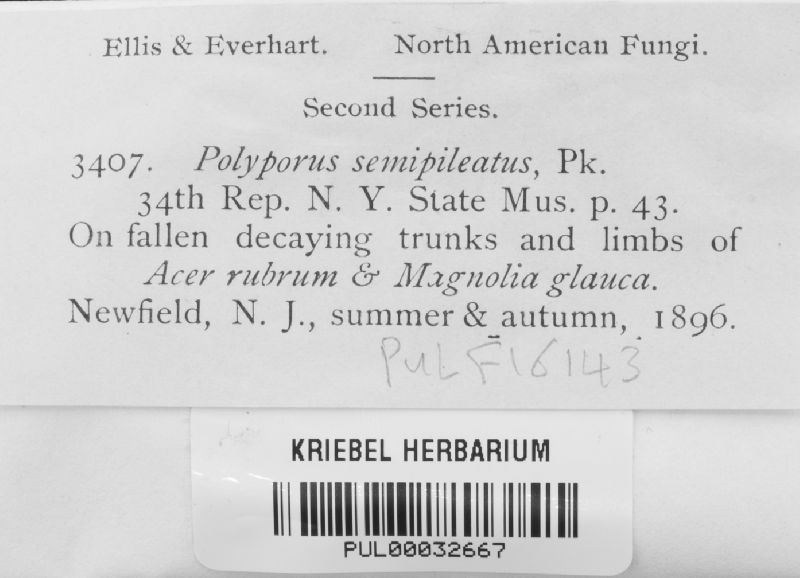 Ellis & Everhart. North American Fungi.
Second Series.
3407. Polyporus semipileatus, Pk.
34th Rep. N. Y. State Mus. p. 43.
On fallen decaying trunks and limbs of
Acer rubrum & Magnolia glauca.
Newfield, N. J., summer & autumn, 1896.
PUL F16143
KRIEBEL HERBARIUM
PUL00032667